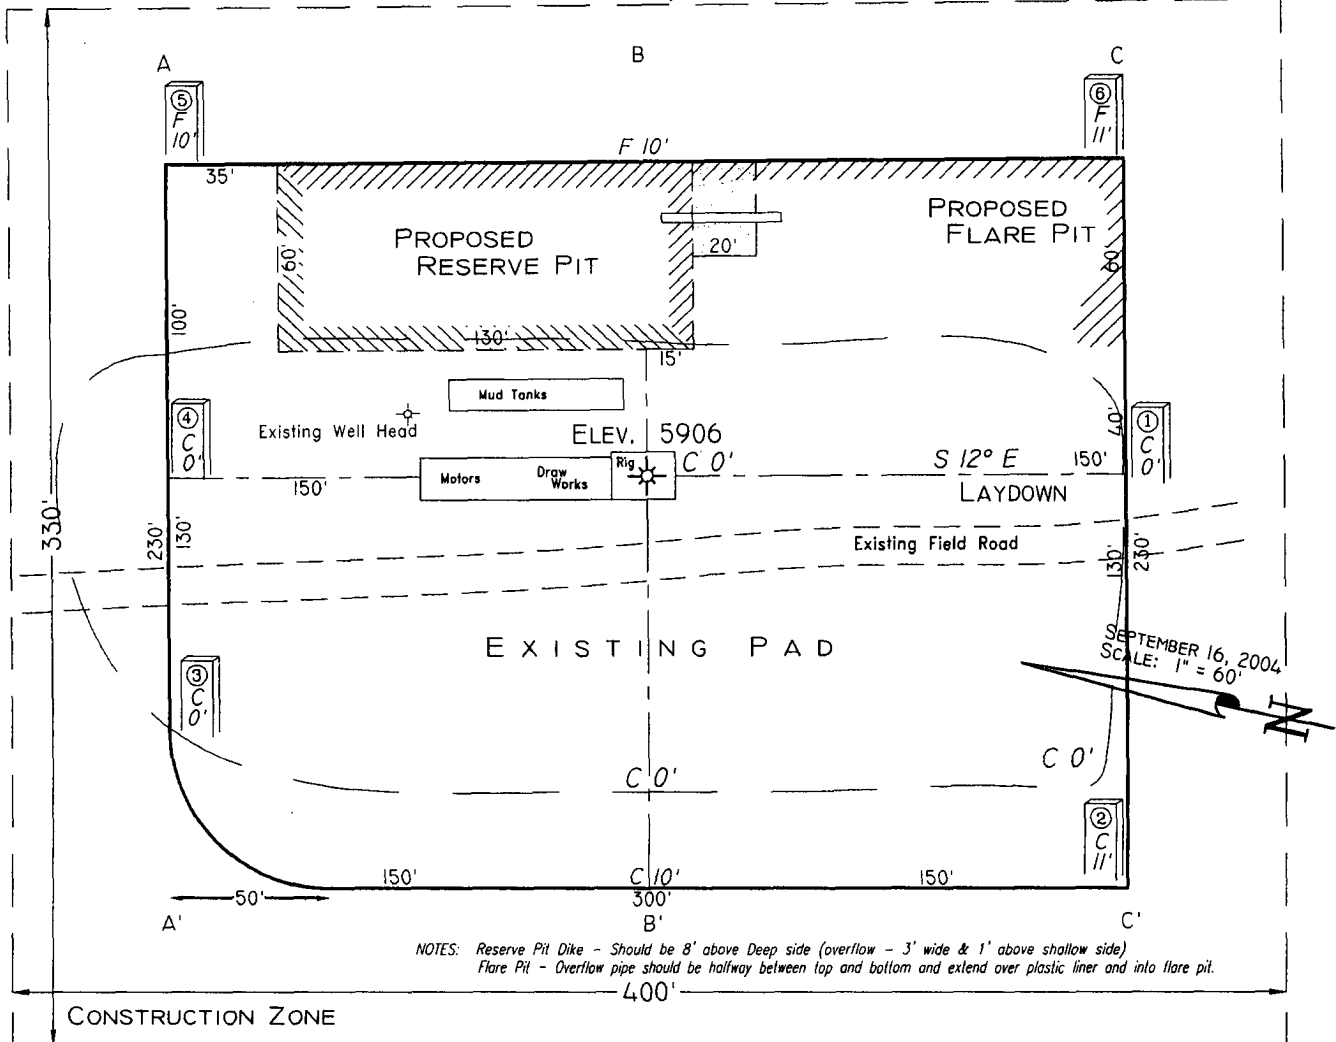 A
B
C
⑤
F
10'
⑥
F
11'
F 10'
35'
PROPOSED
RESERVE PIT
60'
20'
PROPOSED
FLARE PIT
60'
100'
130'
15'
Mud Tanks
④
C
0'
Existing Well Head
ELEV. 5906
40'
①
C
0'
Rig
C 0'
S 12° E
150'
Motors
Draw
Works
150'
LAYDOWN
330'
230'
130'
Existing Field Road
130'
230'
EXISTING PAD
SEPTEMBER 16, 2004
SCALE: 1" = 60'
N
③
C
0'
C 0'
C 0'
②
C
11'
150'
C 10'
150'
50'
300'
A'
B'
C'
NOTES: Reserve Pit Dike - Should be 8' above Deep side (overflow - 3' wide & 1' above shallow side)
Flare Pit - Overflow pipe should be halfway between top and bottom and extend over plastic liner and into flare pit.
400'
CONSTRUCTION ZONE